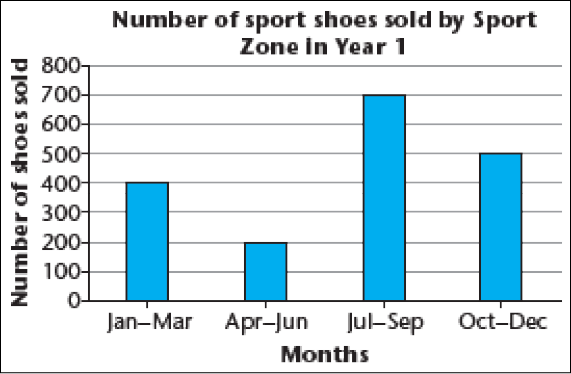 Number of sport shoes sold by Sport
Zone in Year 1
Number of shoes sold
800
700
600
500
400
300
200
100
0
Jan–Mar Apr–Jun Jul–Sep Oct–Dec
Months